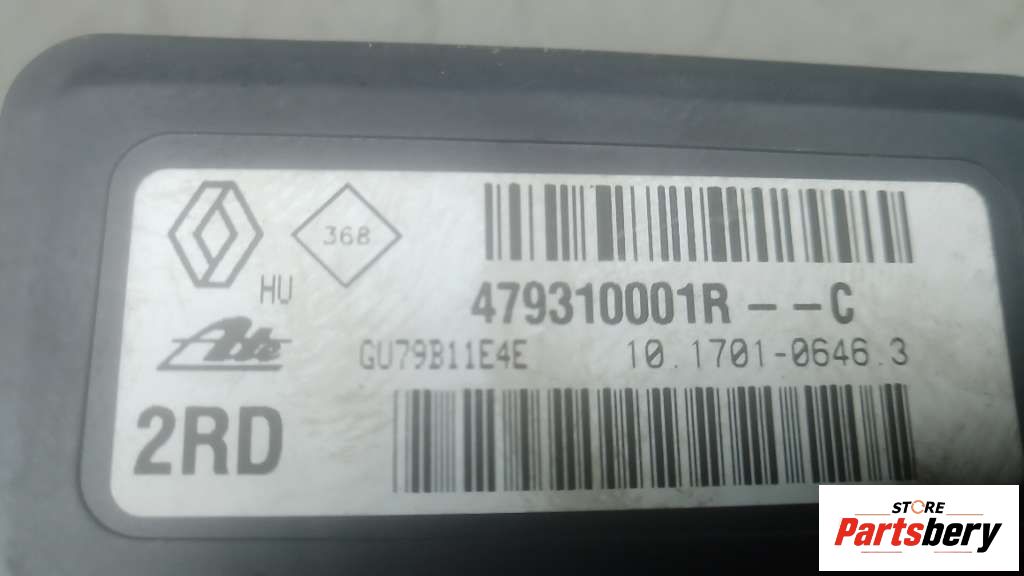 368
HU
479310001R -- C
Ate
GU79B11E4E 10.1701-0646.3
2RD
STORE
Partsbery